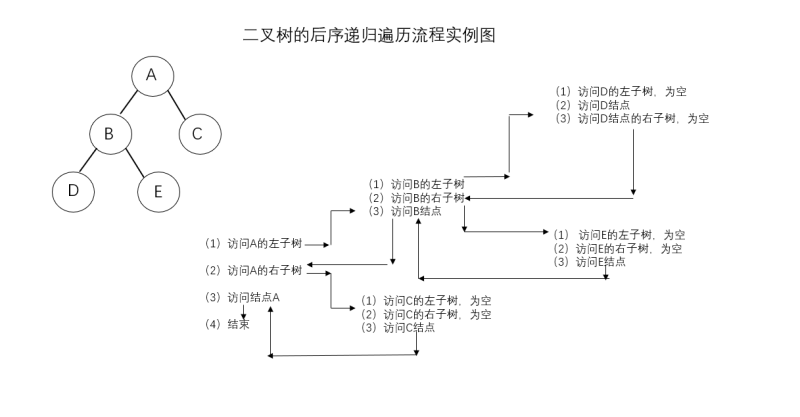 二叉树的后序递归遍历流程实例图
A
B
C
D
E
（1）访问D的左子树，为空
（2）访问D结点
（3）访问D结点的右子树，为空
（1）访问B的左子树
（2）访问B的右子树
（3）访问B结点
（1） 访问E的左子树，为空
（2）访问E的右子树，为空
（3）访问E结点
（1）访问A的左子树
（2）访问A的右子树
（3）访问结点A
（4）结束
（1）访问C的左子树，为空
（2）访问C的右子树，为空
（3）访问C结点